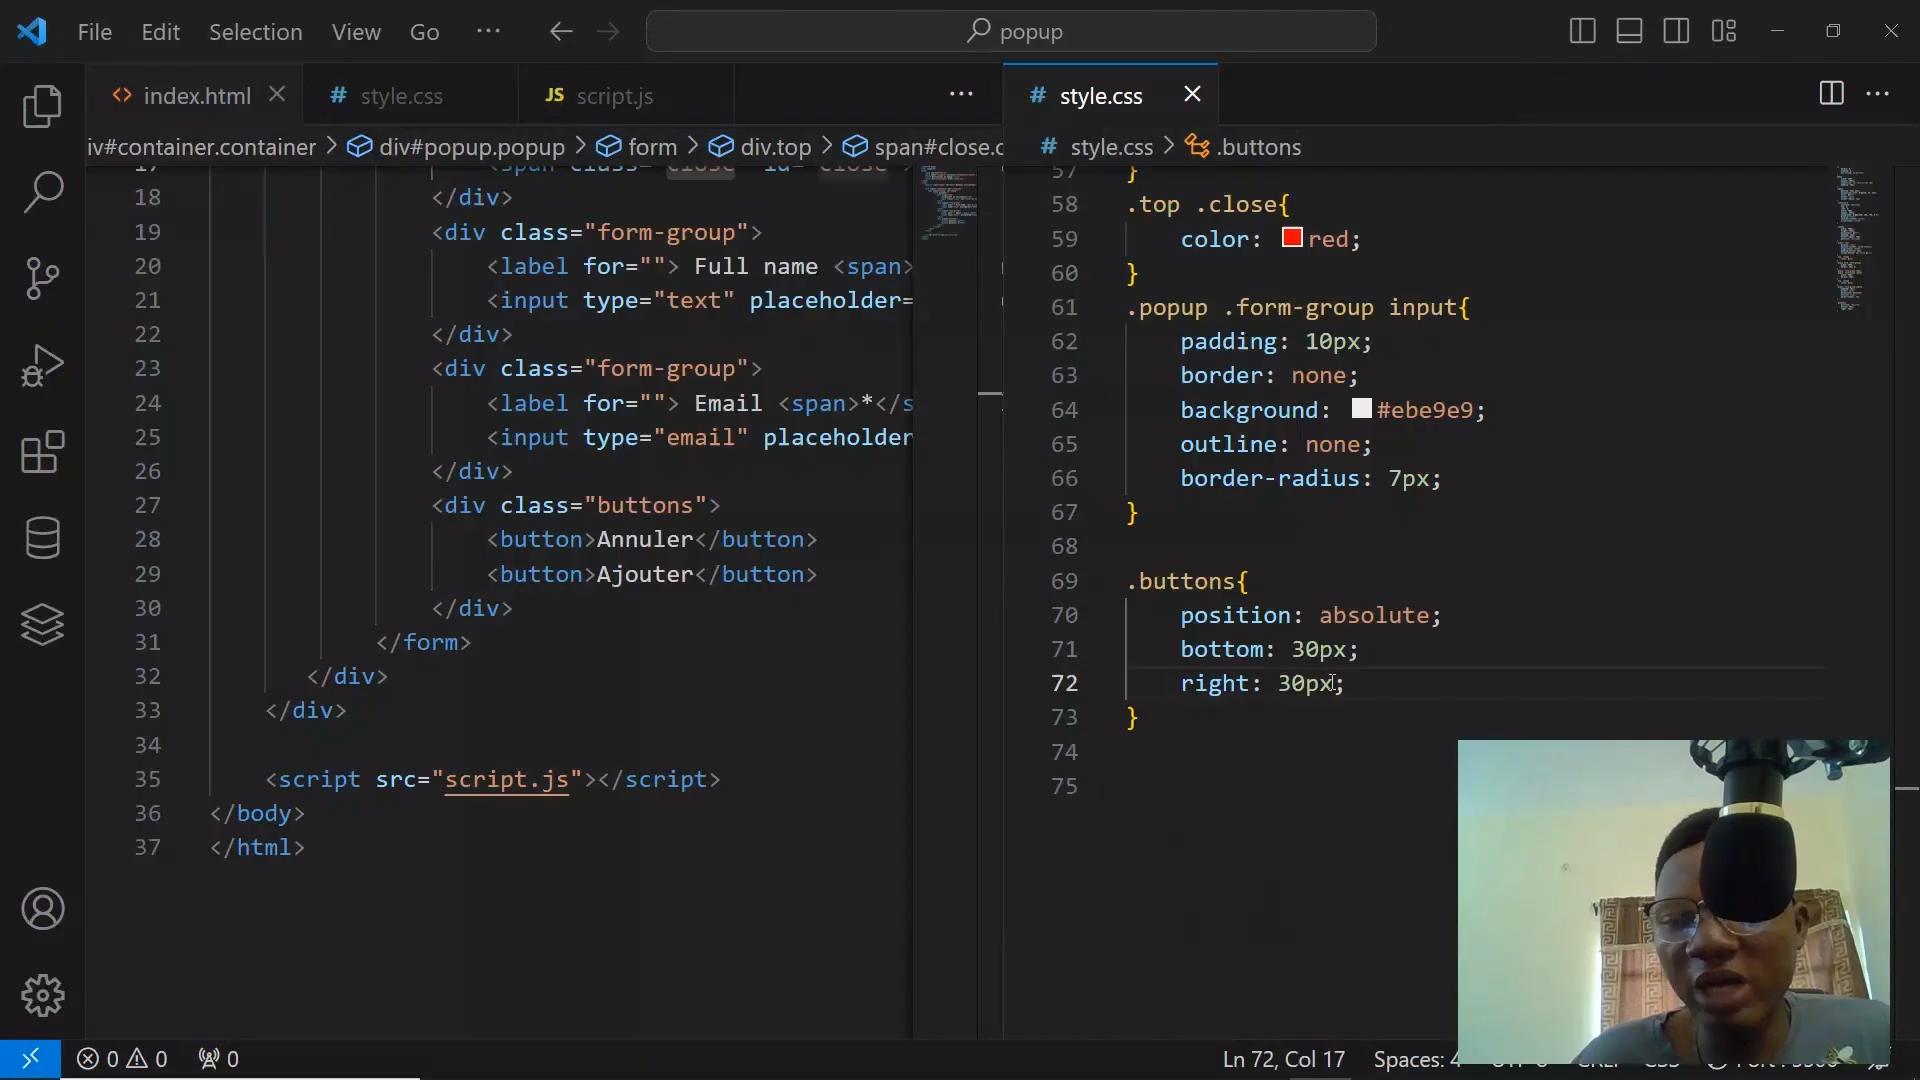 File Edit Selection View Go ··· popup
index.html style.css JS script.js ··· # style.css ···
iv#container.container > div#popup.popup > form > div.top > span#close.c
# style.css > .buttons
18 </div>
19 <div class="form-group">
20 <label for=""> Full name <span>
21 <input type="text" placeholder=
22 </div>
23 <div class="form-group">
24 <label for=""> Email <span>*</s
25 <input type="email" placeholder
26 </div>
27 <div class="buttons">
28 <button>Annuler</button>
29 <button>Ajouter</button>
30 </div>
31 </form>
32 </div>
33 </div>
34
35 <script src="script.js"></script>
36 </body>
37 </html>
57 }
58 .top .close{
59 color: red;
60 }
61 .popup .form-group input{
62 padding: 10px;
63 border: none;
64 background: #ebe9e9;
65 outline: none;
66 border-radius: 7px;
67 }
68
69 .buttons{
70 position: absolute;
71 bottom: 30px;
72 right: 30px;
73 }
74
75
0 0 0 Ln 72, Col 17 Spaces: 4